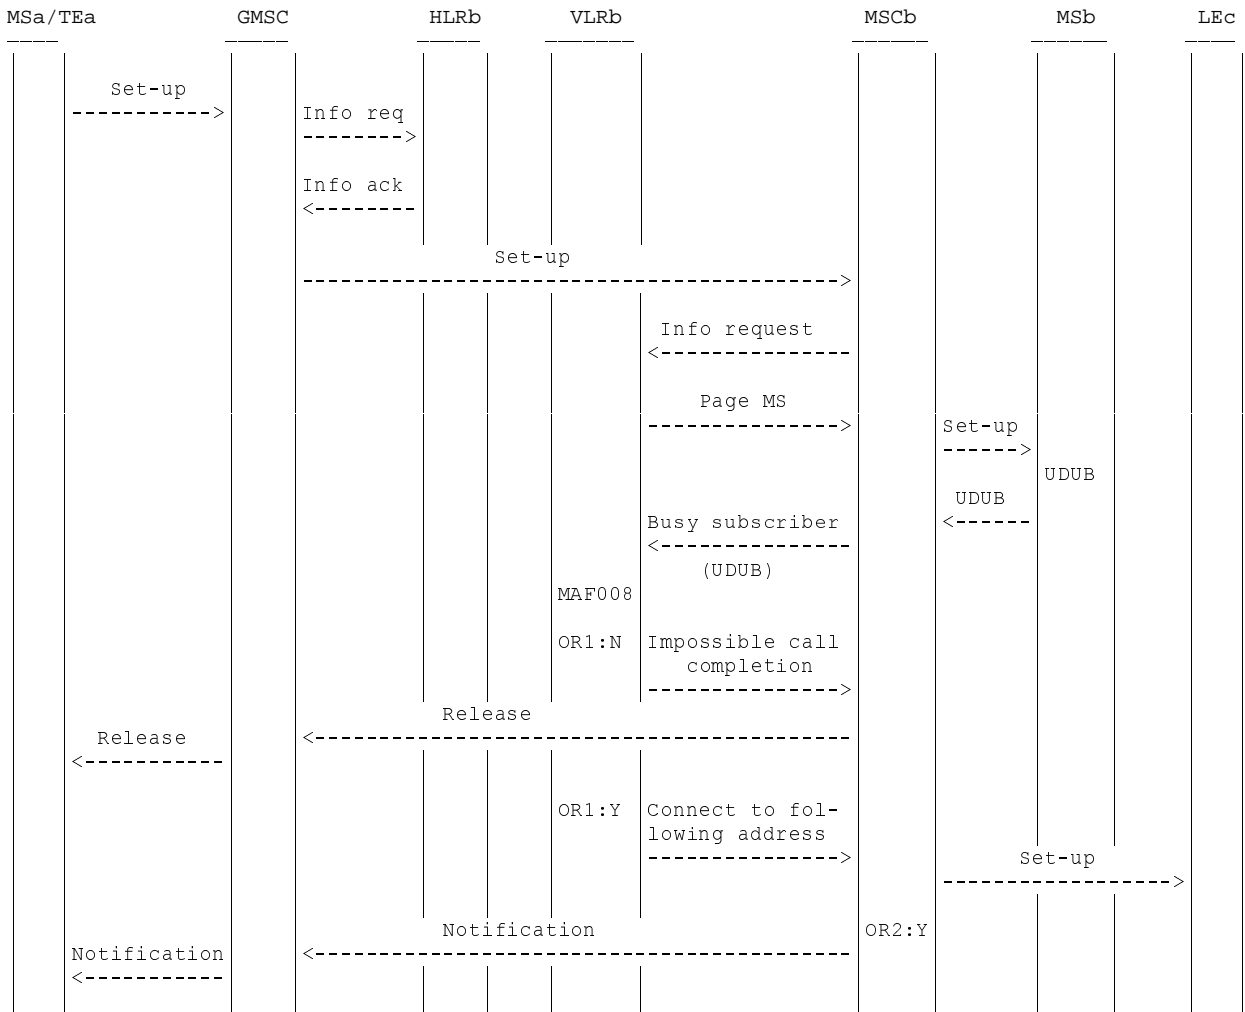 MSa/TEa GMSC HLRb VLRb MSCb MSb LEc
Set-up
Info req
Info ack
Set-up
Info request
Page MS
Set-up
UDUB
UDUB
Busy subscriber
(UDUB)
MAF008
OR1:N Impossible call
completion
Release
Release
OR1:Y Connect to fol-
lowing address
Set-up
Notification OR2:Y
Notification